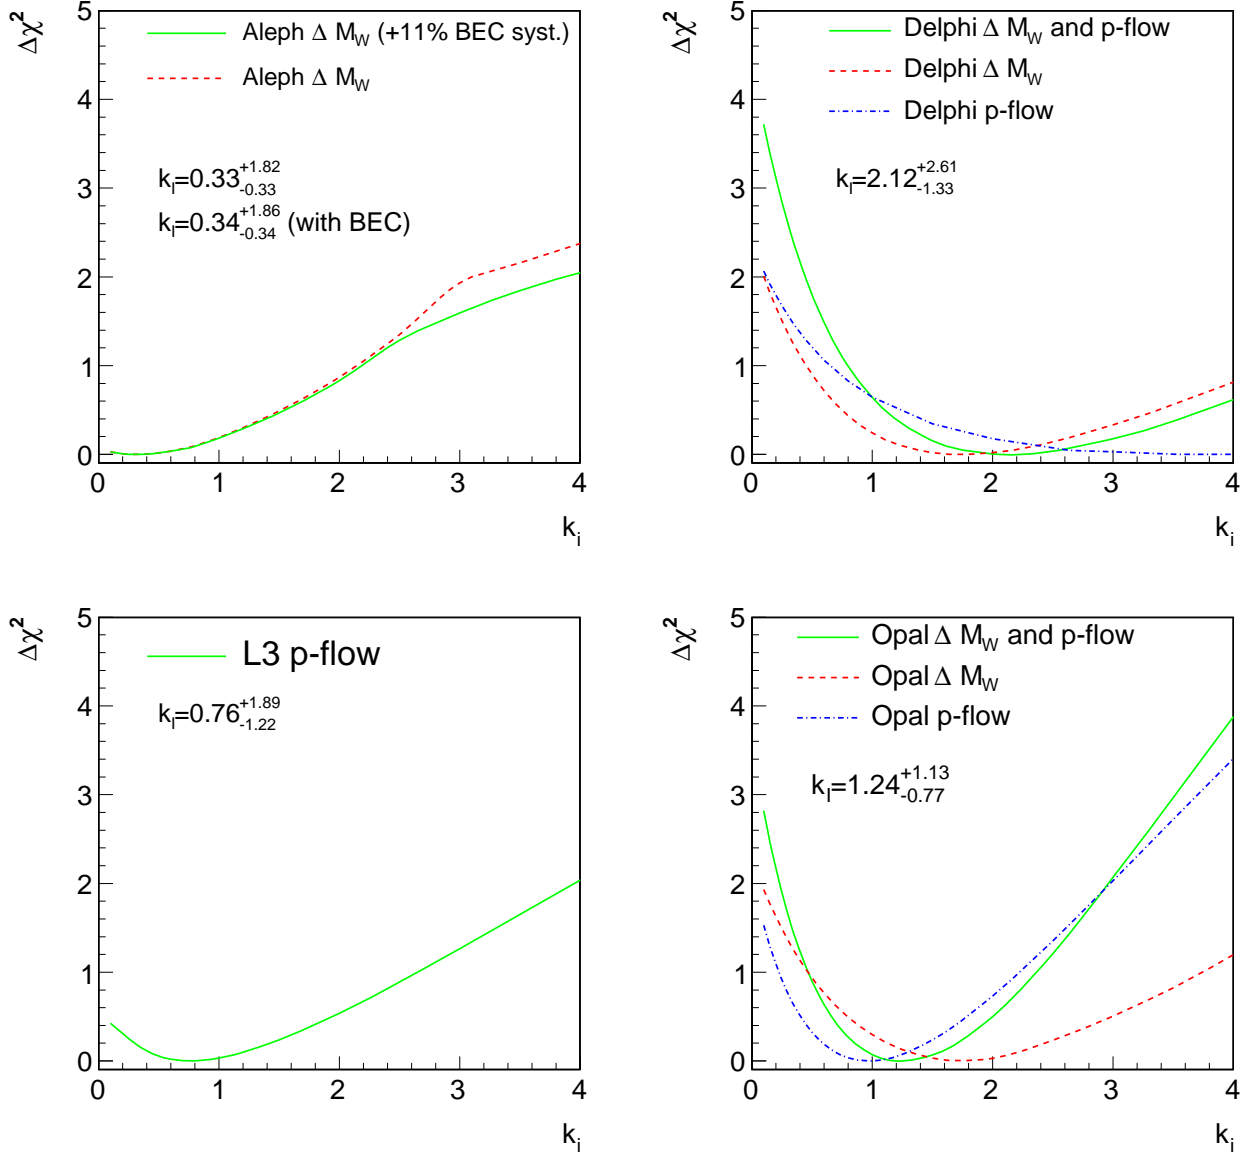 Δχ²
5
4
3
2
1
0
Aleph Δ M_W (+11% BEC syst.)
Aleph Δ M_W
k_I=0.33 +1.82 -0.33
k_I=0.34 +1.86 -0.34 (with BEC)
0 1 2 3 4
k_i
Δχ²
5
4
3
2
1
0
Delphi Δ M_W and p-flow
Delphi Δ M_W
Delphi p-flow
k_I=2.12 +2.61 -1.33
0 1 2 3 4
k_i
Δχ²
5
4
3
2
1
0
L3 p-flow
k_I=0.76 +1.89 -1.22
0 1 2 3 4
k_i
Δχ²
5
4
3
2
1
0
Opal Δ M_W and p-flow
Opal Δ M_W
Opal p-flow
k_I=1.24 +1.13 -0.77
0 1 2 3 4
k_i